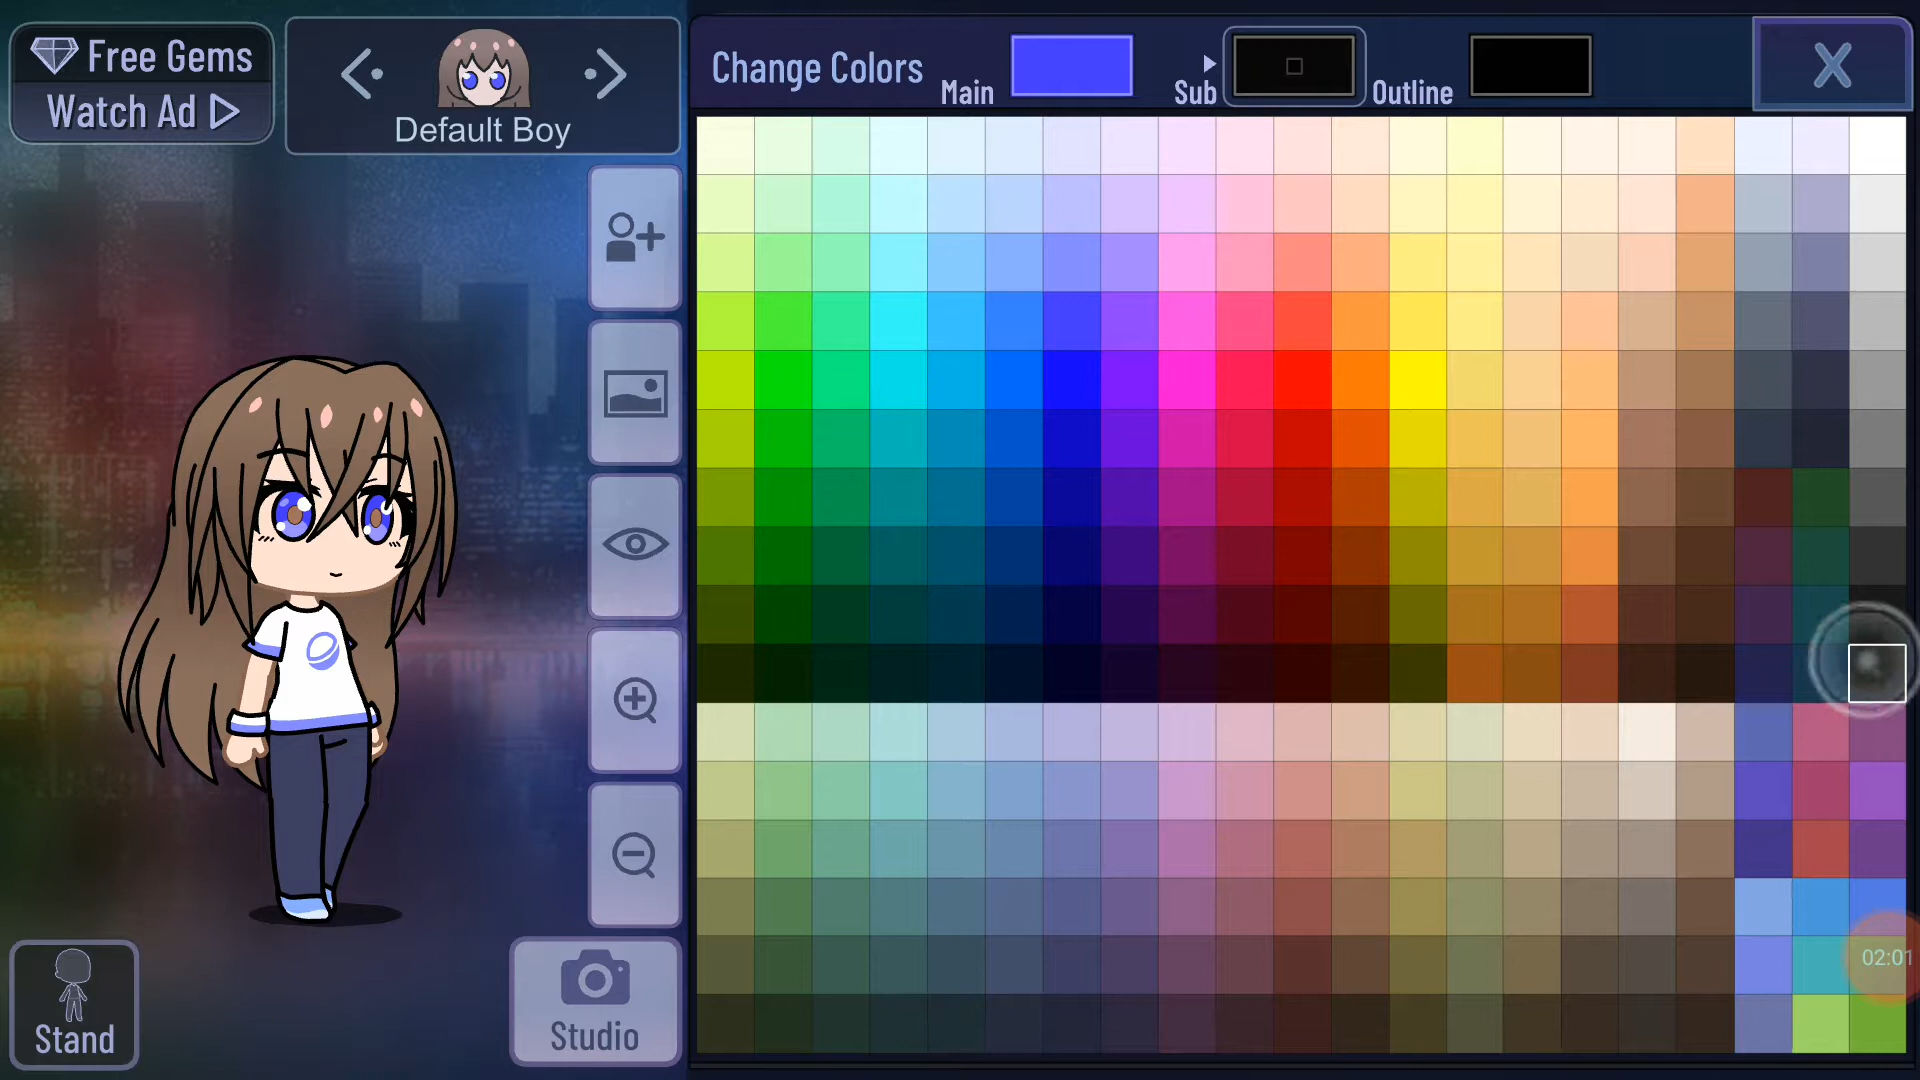 Free Gems
Watch Ad
Default Boy
Change Colors
Main
Sub
Outline
X
Stand
Studio
02:01